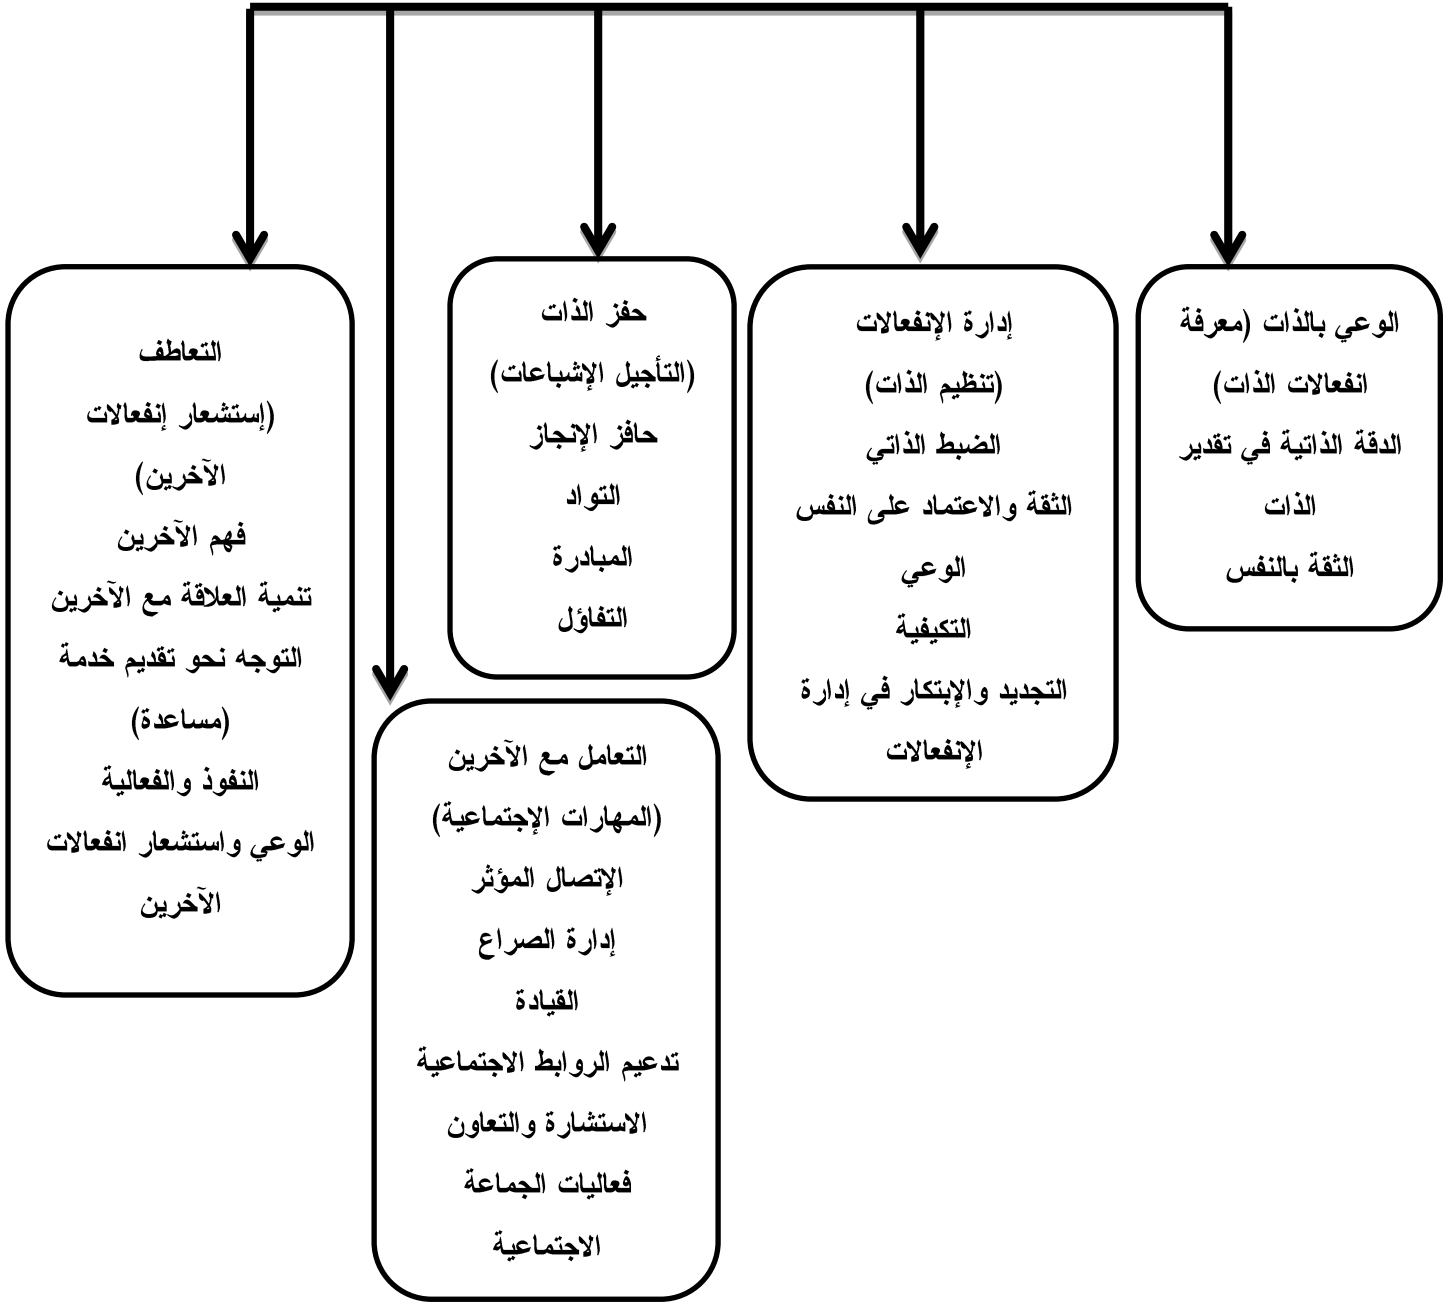 الوعي بالذات (معرفة
انفعالات الذات)
الدقة الذاتية في تقدير
الذات
الثقة بالنفس
إدارة الإنفعالات
(تنظيم الذات)
الضبط الذاتي
الثقة والاعتماد على النفس
الوعي
التكيفية
التجديد والإبتكار في إدارة
الإنفعالات
حفز الذات
(التأجيل الإشباعات)
حافز الإنجاز
التواد
المبادرة
التفاؤل
التعامل مع الآخرين
(المهارات الإجتماعية)
الإتصال المؤثر
إدارة الصراع
القيادة
تدعيم الروابط الاجتماعية
الاستشارة والتعاون
فعاليات الجماعة
الاجتماعية
التعاطف
(إستشعار إنفعالات
الآخرين)
فهم الآخرين
تنمية العلاقة مع الآخرين
التوجه نحو تقديم خدمة
(مساعدة)
النفوذ والفعالية
الوعي واستشعار انفعالات
الآخرين